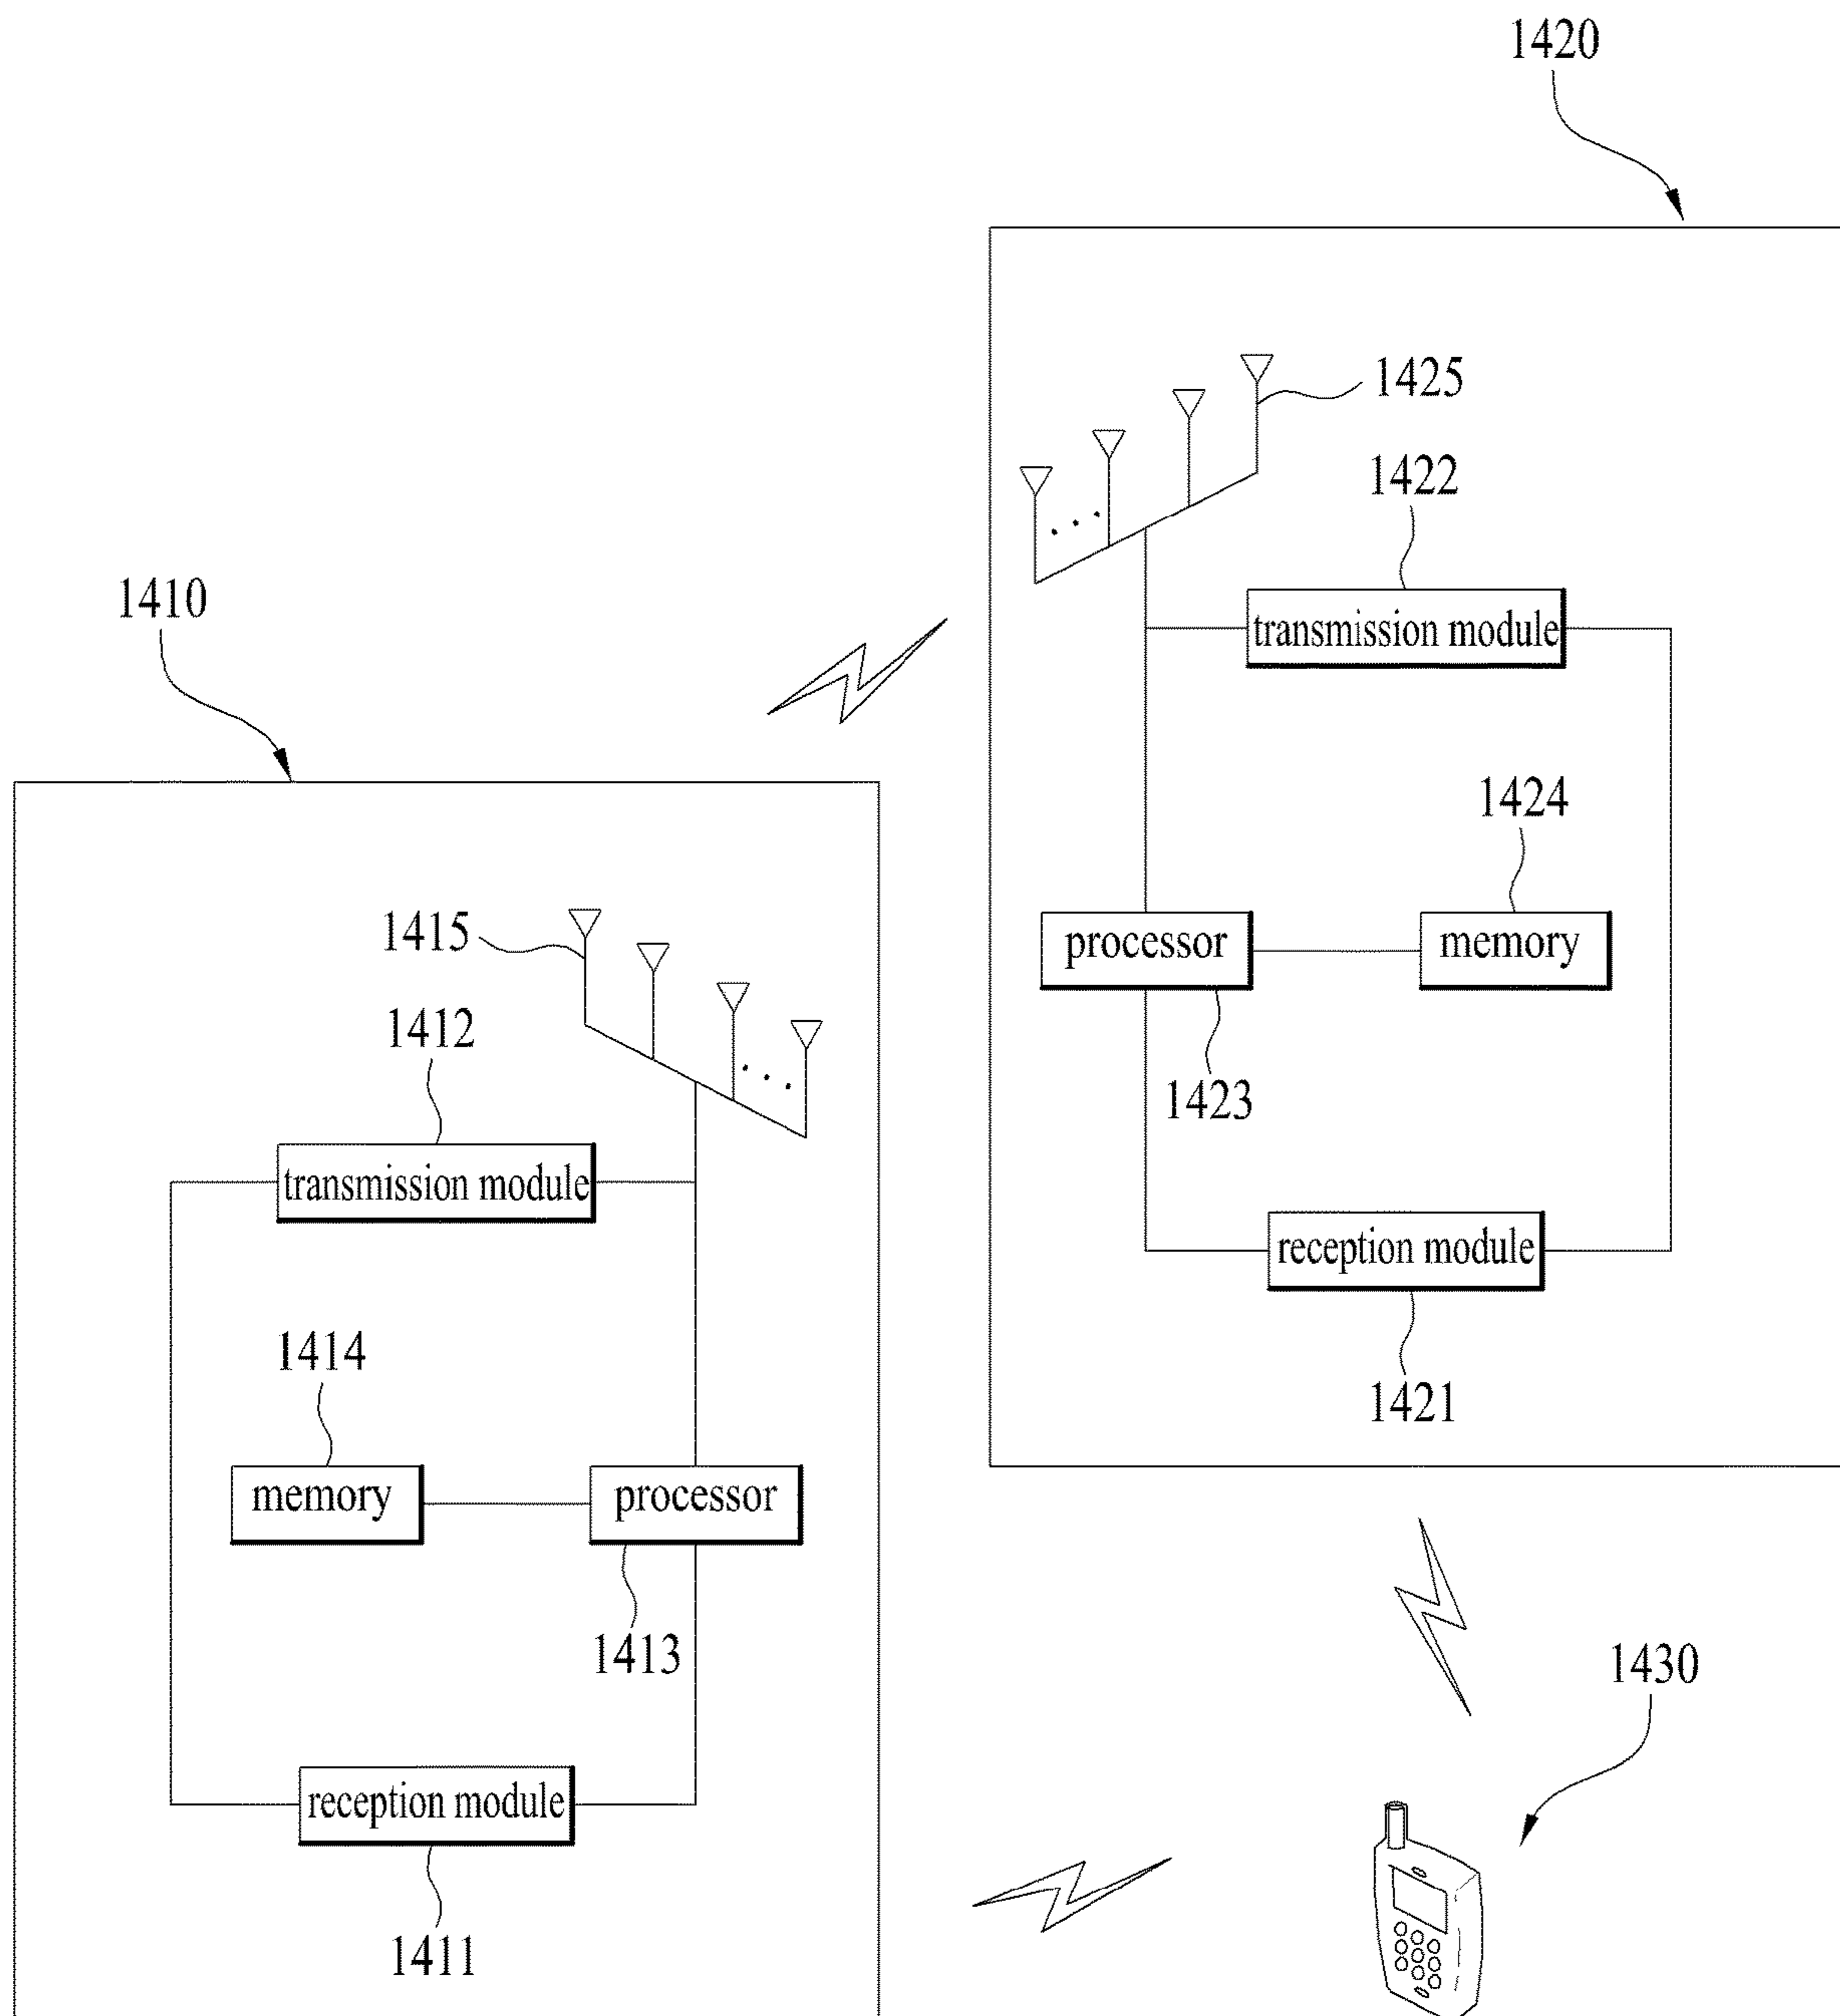 1420
1425
1422
transmission module
1410
1424
processor
memory
1415
1412
1423
transmission module
reception module
1414
1421
memory
processor
1413
1430
reception module
1411